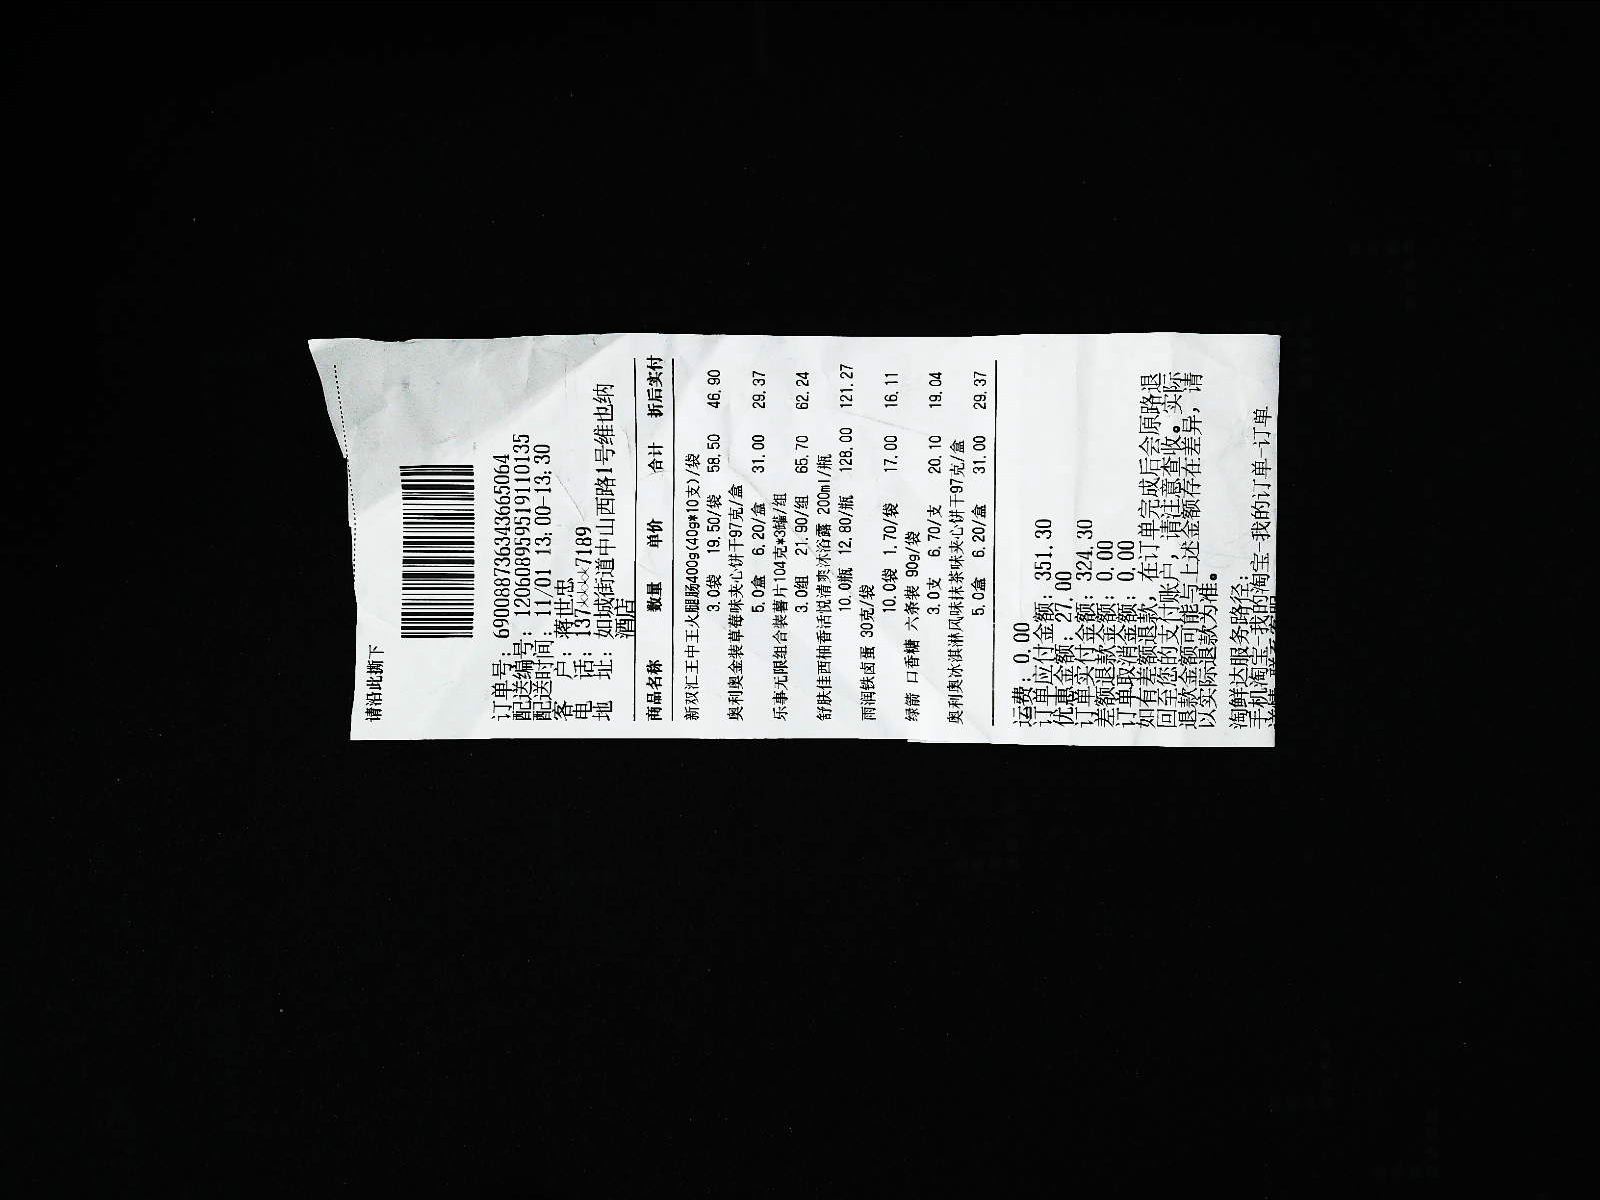 请沿此撕下
订单号：6900887363436650​64
配送编号：1206089595191101​35
配送时间：11/01 13:00-13:30
客 户：蒋世忠
电 话：137****7189
地 址：如城街道中山西路1号维也纳
酒店
商品名称 数量 单价 合计 折后实付
新双汇王中王火腿肠400g(40g*10支)/袋
3.0袋 19.50/袋 58.50 46.90
奥利奥金装草莓味夹心饼干97克/盒
5.0盒 6.20/盒 31.00 29.37
乐事无限组合装薯片104克*3罐/组
3.0组 21.90/组 65.70 62.24
舒肤佳西柚香活悦清爽沐浴露 200ml/瓶
10.0瓶 12.80/瓶 128.00 121.27
雨润铁卤蛋 30克/袋
10.0袋 1.70/袋 17.00 16.11
绿箭 口香糖 六条装 90g/袋
3.0支 6.70/支 20.10 19.04
奥利奥冰淇淋风味抹茶味夹心饼干97克/盒
5.0盒 6.20/盒 31.00 29.37
运费：0.00
订单应付金额：351.30
优惠金额：27.00
订单实付金额：324.30
差额退款金额：0.00
订单取消金额：0.00
如有差额退款，在订单完成后会原路退
回至您的支付账户，请注意查收。实际
退款金额可能与上述金额存在差异，请
以实际退款为准。
淘鲜达服务路径：
手机淘宝-我的淘宝-我的订单-订单